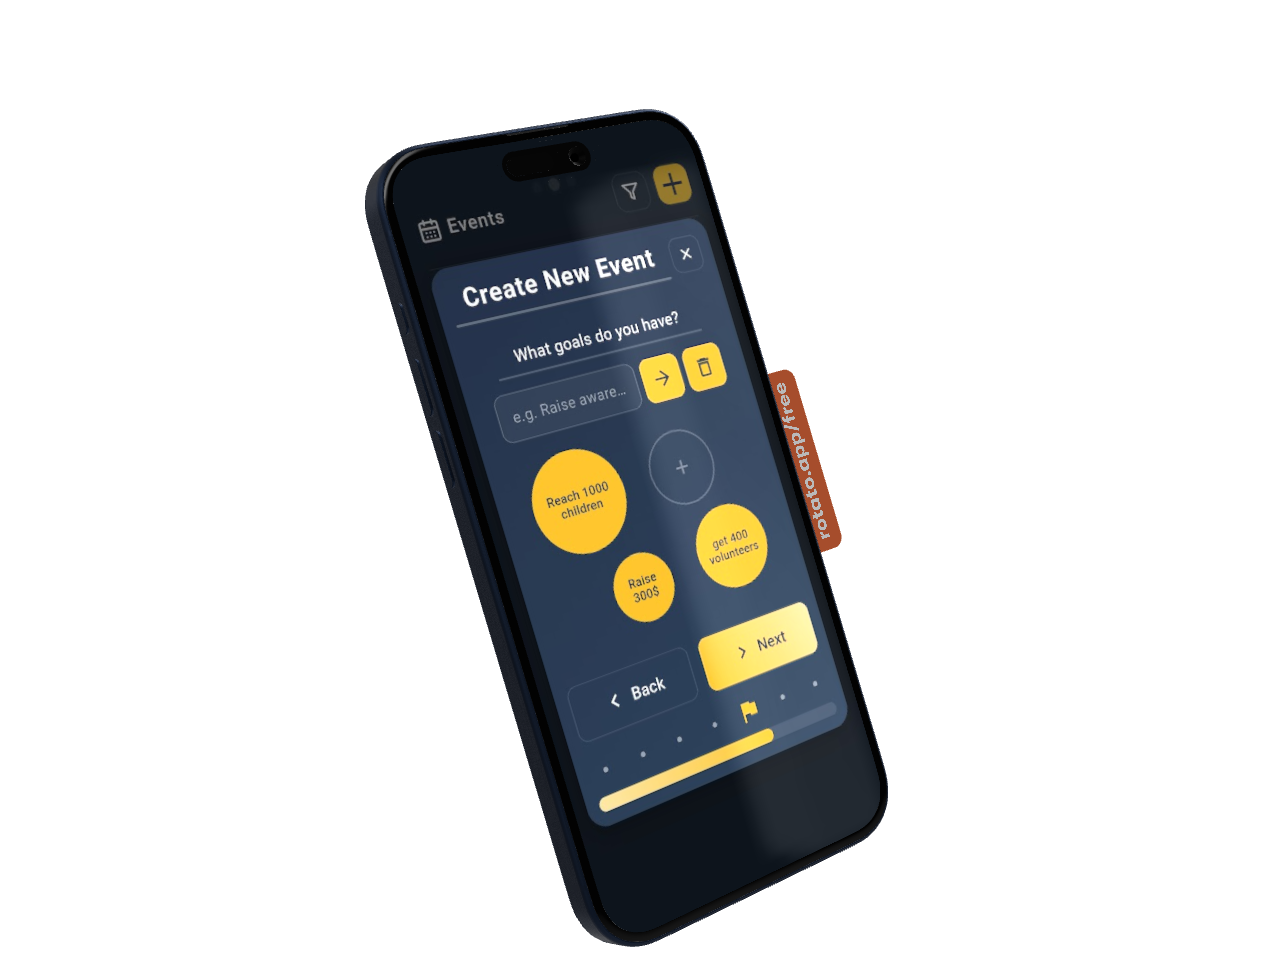 Events
Create New Event
What goals do you have?
e.g. Raise aware...
Reach 1000
children
get 400
volunteers
Raise
300$
Next
Back
rotato.app/free